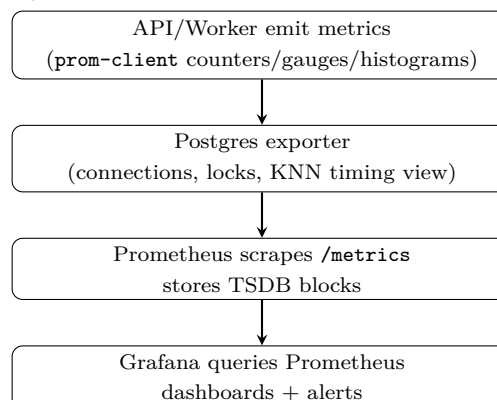 API/Worker emit metrics
(prom-client counters/gauges/histograms)
Postgres exporter
(connections, locks, KNN timing view)
Prometheus scrapes /metrics
stores TSDB blocks
Grafana queries Prometheus
dashboards + alerts